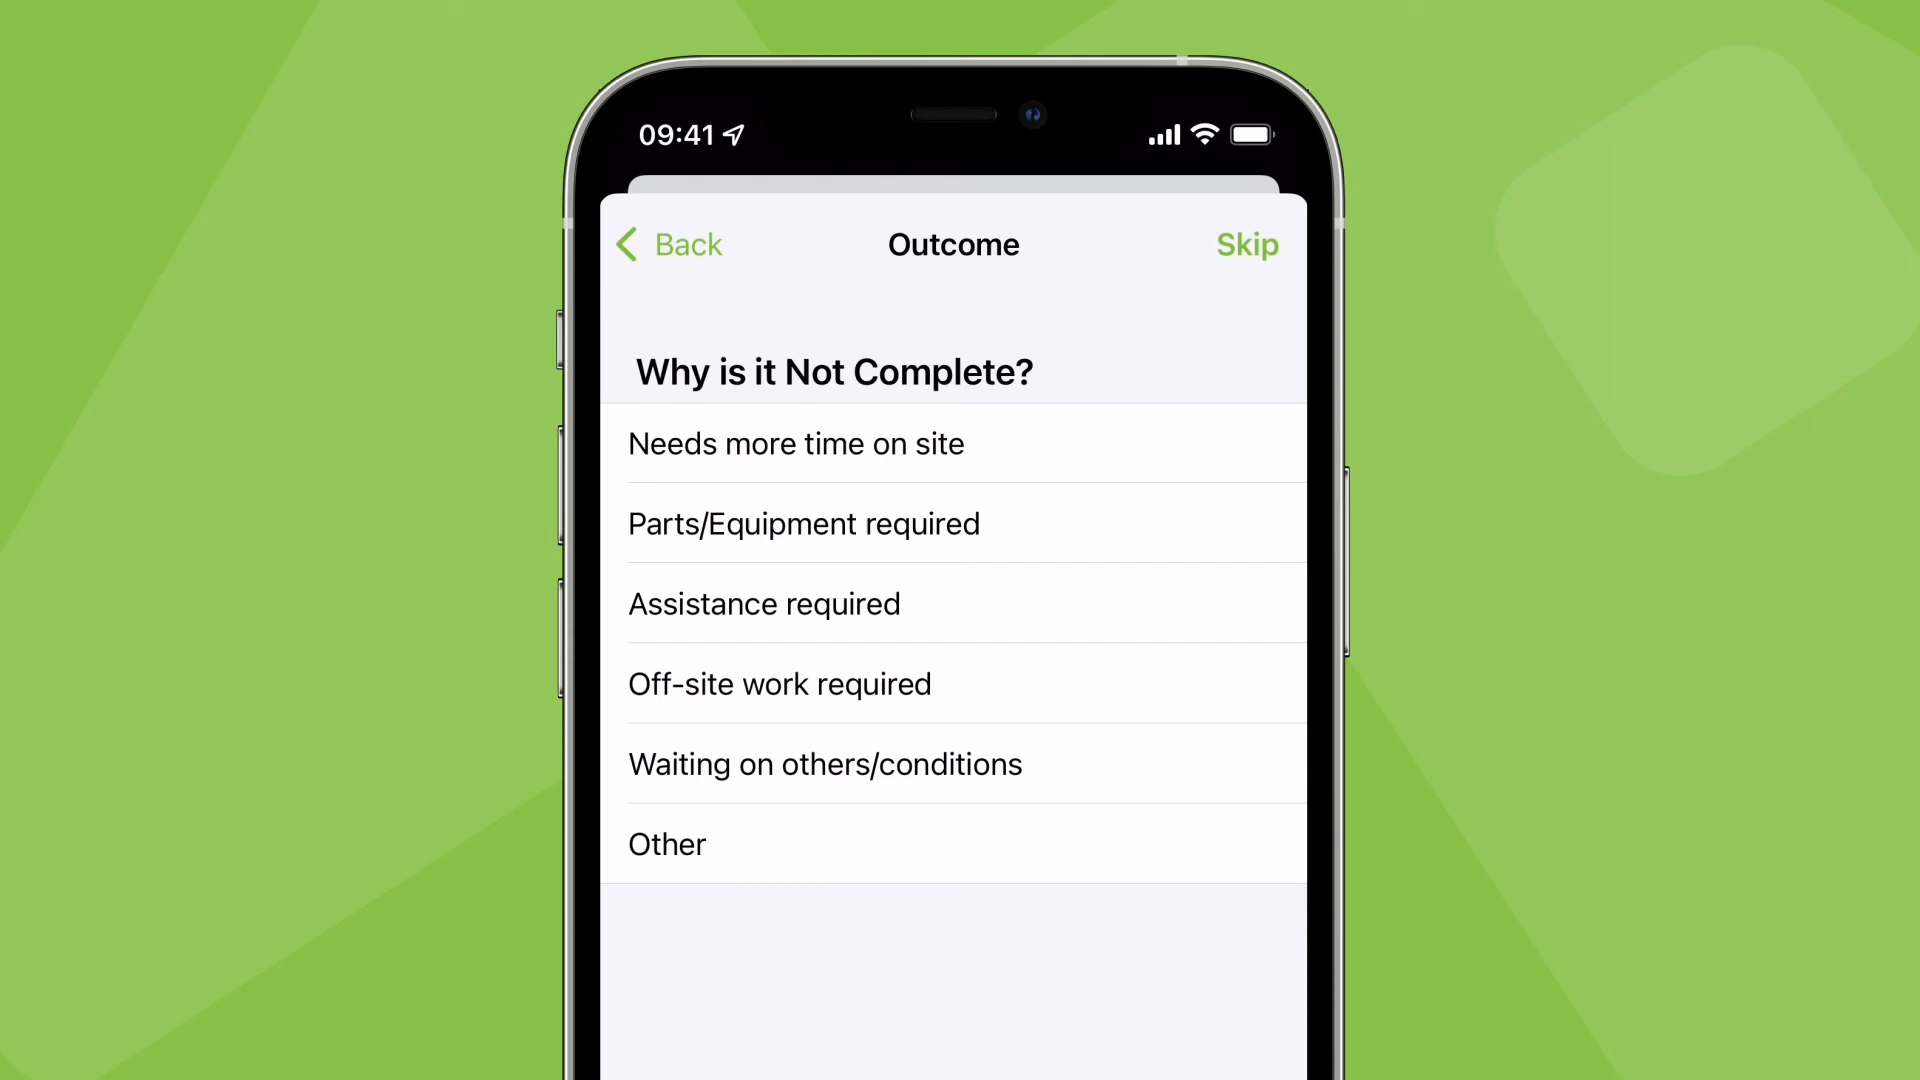 09:41
Back
Outcome
Skip
Why is it Not Complete?
Needs more time on site
Parts/Equipment required
Assistance required
Off-site work required
Waiting on others/conditions
Other